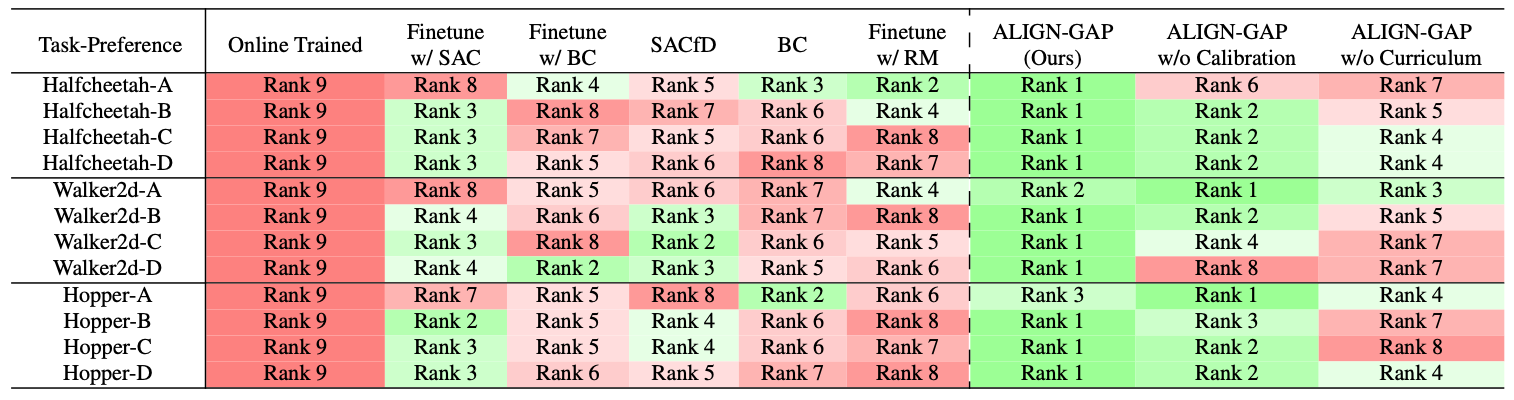 Task-Preference Online Trained Finetune w/ SAC Finetune w/ BC SACfD BC Finetune w/ RM ALIGN-GAP (Ours) ALIGN-GAP w/o Calibration ALIGN-GAP w/o Curriculum
Halfcheetah-A Rank 9 Rank 8 Rank 4 Rank 5 Rank 3 Rank 2 Rank 1 Rank 6 Rank 7
Halfcheetah-B Rank 9 Rank 3 Rank 8 Rank 7 Rank 6 Rank 4 Rank 1 Rank 2 Rank 5
Halfcheetah-C Rank 9 Rank 3 Rank 7 Rank 5 Rank 6 Rank 8 Rank 1 Rank 2 Rank 4
Halfcheetah-D Rank 9 Rank 3 Rank 5 Rank 6 Rank 8 Rank 7 Rank 1 Rank 2 Rank 4
Walker2d-A Rank 9 Rank 8 Rank 5 Rank 6 Rank 7 Rank 4 Rank 2 Rank 1 Rank 3
Walker2d-B Rank 9 Rank 4 Rank 6 Rank 3 Rank 7 Rank 8 Rank 1 Rank 2 Rank 5
Walker2d-C Rank 9 Rank 3 Rank 8 Rank 2 Rank 6 Rank 5 Rank 1 Rank 4 Rank 7
Walker2d-D Rank 9 Rank 4 Rank 2 Rank 3 Rank 5 Rank 6 Rank 1 Rank 8 Rank 7
Hopper-A Rank 9 Rank 7 Rank 5 Rank 8 Rank 2 Rank 6 Rank 3 Rank 1 Rank 4
Hopper-B Rank 9 Rank 2 Rank 5 Rank 4 Rank 6 Rank 8 Rank 1 Rank 3 Rank 7
Hopper-C Rank 9 Rank 3 Rank 5 Rank 4 Rank 6 Rank 7 Rank 1 Rank 2 Rank 8
Hopper-D Rank 9 Rank 3 Rank 6 Rank 5 Rank 7 Rank 8 Rank 1 Rank 2 Rank 4